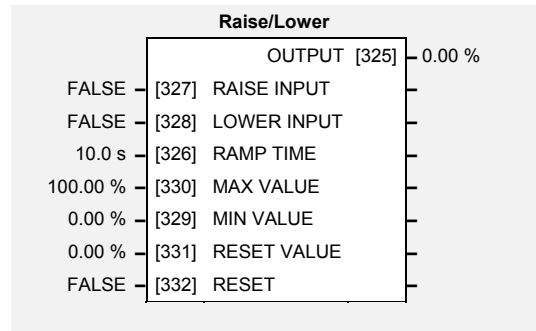 Raise/Lower
OUTPUT [325] 0.00 %
FALSE [327] RAISE INPUT
FALSE [328] LOWER INPUT
10.0 s [326] RAMP TIME
100.00 % [330] MAX VALUE
0.00 % [329] MIN VALUE
0.00 % [331] RESET VALUE
FALSE [332] RESET